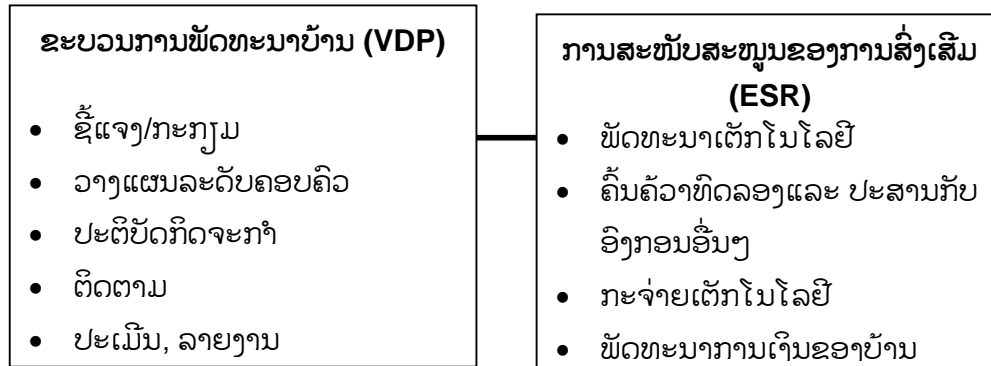 ຂະບວນການພັດທະນາບ້ານ (VDP)
• ຊີ້ແຈງ/ກະກຽມ
• ວາງແຜນລະດັບຄອບຄົວ
• ປະຕິບັດກິດຈະກຳ
• ຕິດຕາມ
• ປະເມີນ, ລາຍງານ
ການສະໜັບສະໜູນຂອງການສົ່ງເສີມ
(ESR)
• ພັດທະນາເຕັກໂນໂລຢີ
• ຄົ້ນຄ້ວາທົດລອງແລະ ປະສານກັບ
ອົງກອນອື່ນໆ
• ກະຈ່າຍເຕັກໂນໂລຢີ
• ພັດທະນາການເງິນຂອງບ້ານ